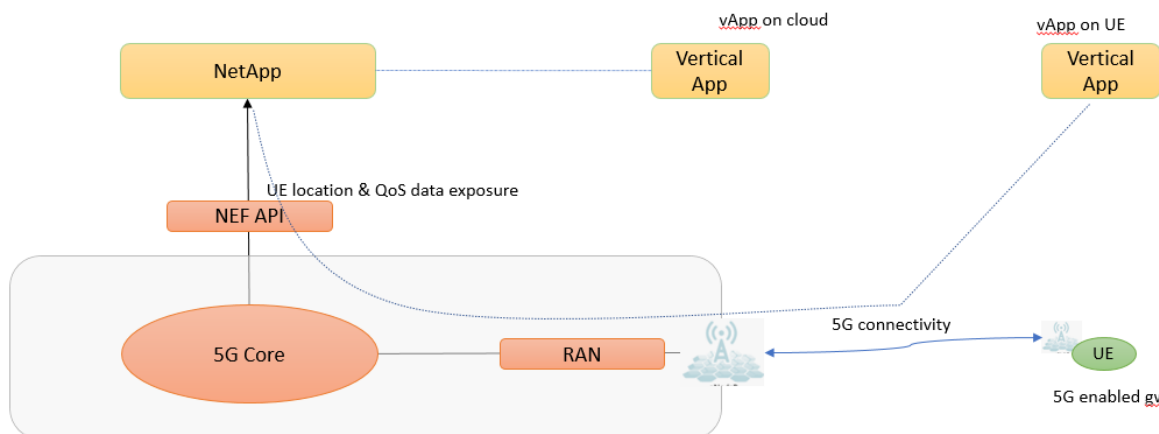 vApp on cloud
vApp on UE
NetApp
Vertical
App
Vertical
App
UE location & QoS data exposure
NEF API
5G connectivity
5G Core
RAN
UE
5G enabled gv